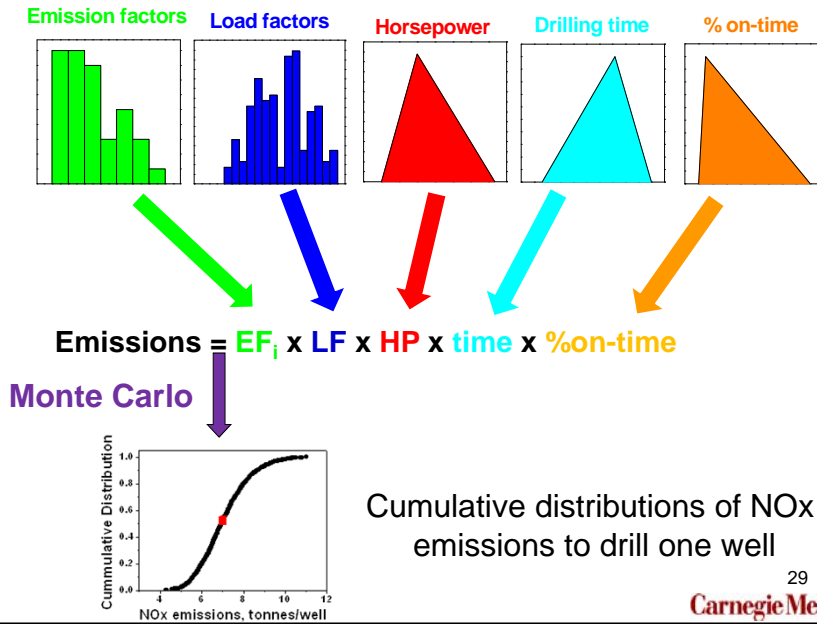 Emission factors
Load factors
Horsepower
Drilling time
% on-time
Emissions = EFi x LF x HP x time x %on-time
Monte Carlo
Cummulative Distribution
1.0
0.8
0.6
0.4
0.2
0.0
4 6 8 10 12
NOx emissions, tonnes/well
Cumulative distributions of NOx
emissions to drill one well
29
Carnegie Me